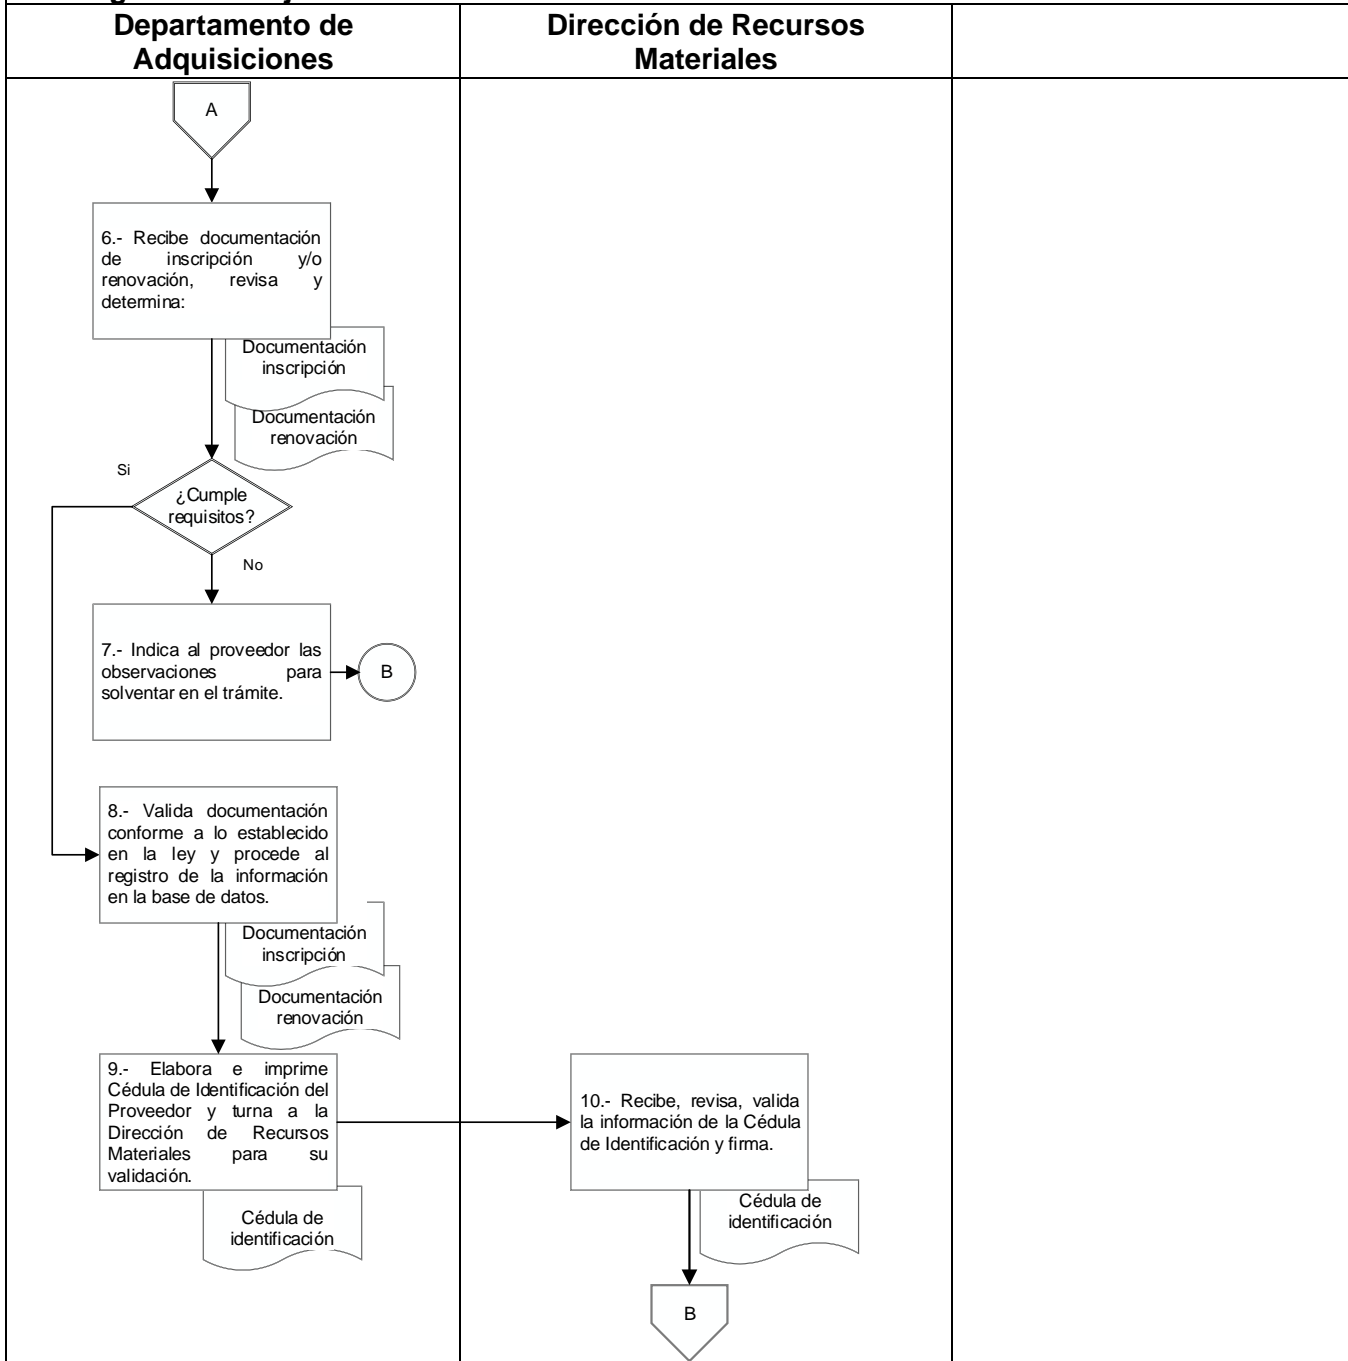 Departamento de
Adquisiciones
Dirección de Recursos
Materiales
A
6.- Recibe documentación
de inscripción y/o
renovación, revisa y
determina:
Documentación
inscripción
Documentación
renovación
Si
¿Cumple
requisitos?
No
7.- Indica al proveedor las
observaciones para
solventar en el trámite.
B
8.- Valida documentación
conforme a lo establecido
en la ley y procede al
registro de la información
en la base de datos.
Documentación
inscripción
Documentación
renovación
9.- Elabora e imprime
Cédula de Identificación del
Proveedor y turna a la
Dirección de Recursos
Materiales para su
validación.
Cédula de
identificación
10.- Recibe, revisa, valida
la información de la Cédula
de Identificación y firma.
Cédula de
identificación
B